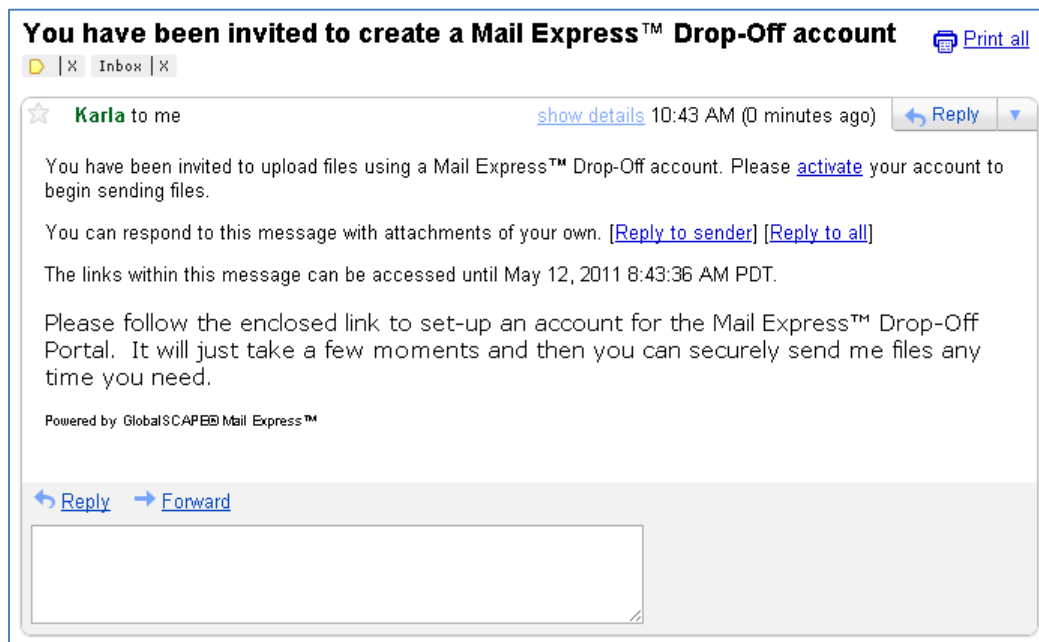 You have been invited to create a Mail Express™ Drop-Off account
Print all
| X Inbox | X
Karla to me
show details 10:43 AM (0 minutes ago)
Reply
You have been invited to upload files using a Mail Express™ Drop-Off account. Please activate your account to
begin sending files.
You can respond to this message with attachments of your own. [Reply to sender] [Reply to all]
The links within this message can be accessed until May 12, 2011 8:43:36 AM PDT.
Please follow the enclosed link to set-up an account for the Mail Express™ Drop-Off
Portal.  It will just take a few moments and then you can securely send me files any
time you need.
Powered by GlobalSCAPE® Mail Express™
Reply
Forward